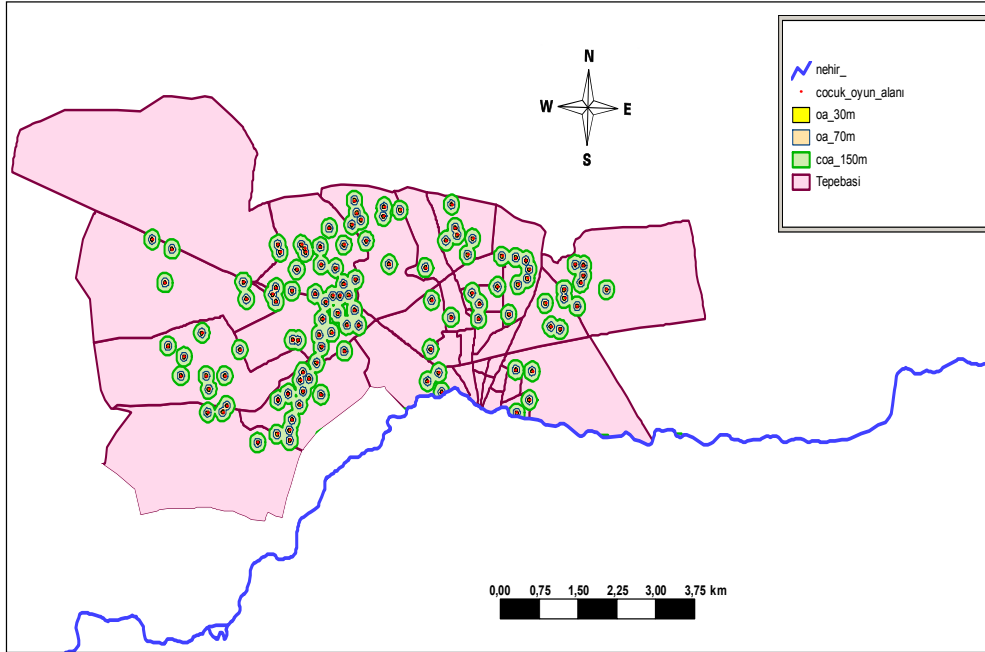 N
W E
S
nehir_
cocuk_oyun_alanı
oa_30m
oa_70m
coa_150m
Tepebasi
0,00 0,75 1,50 2,25 3,00 3,75 km